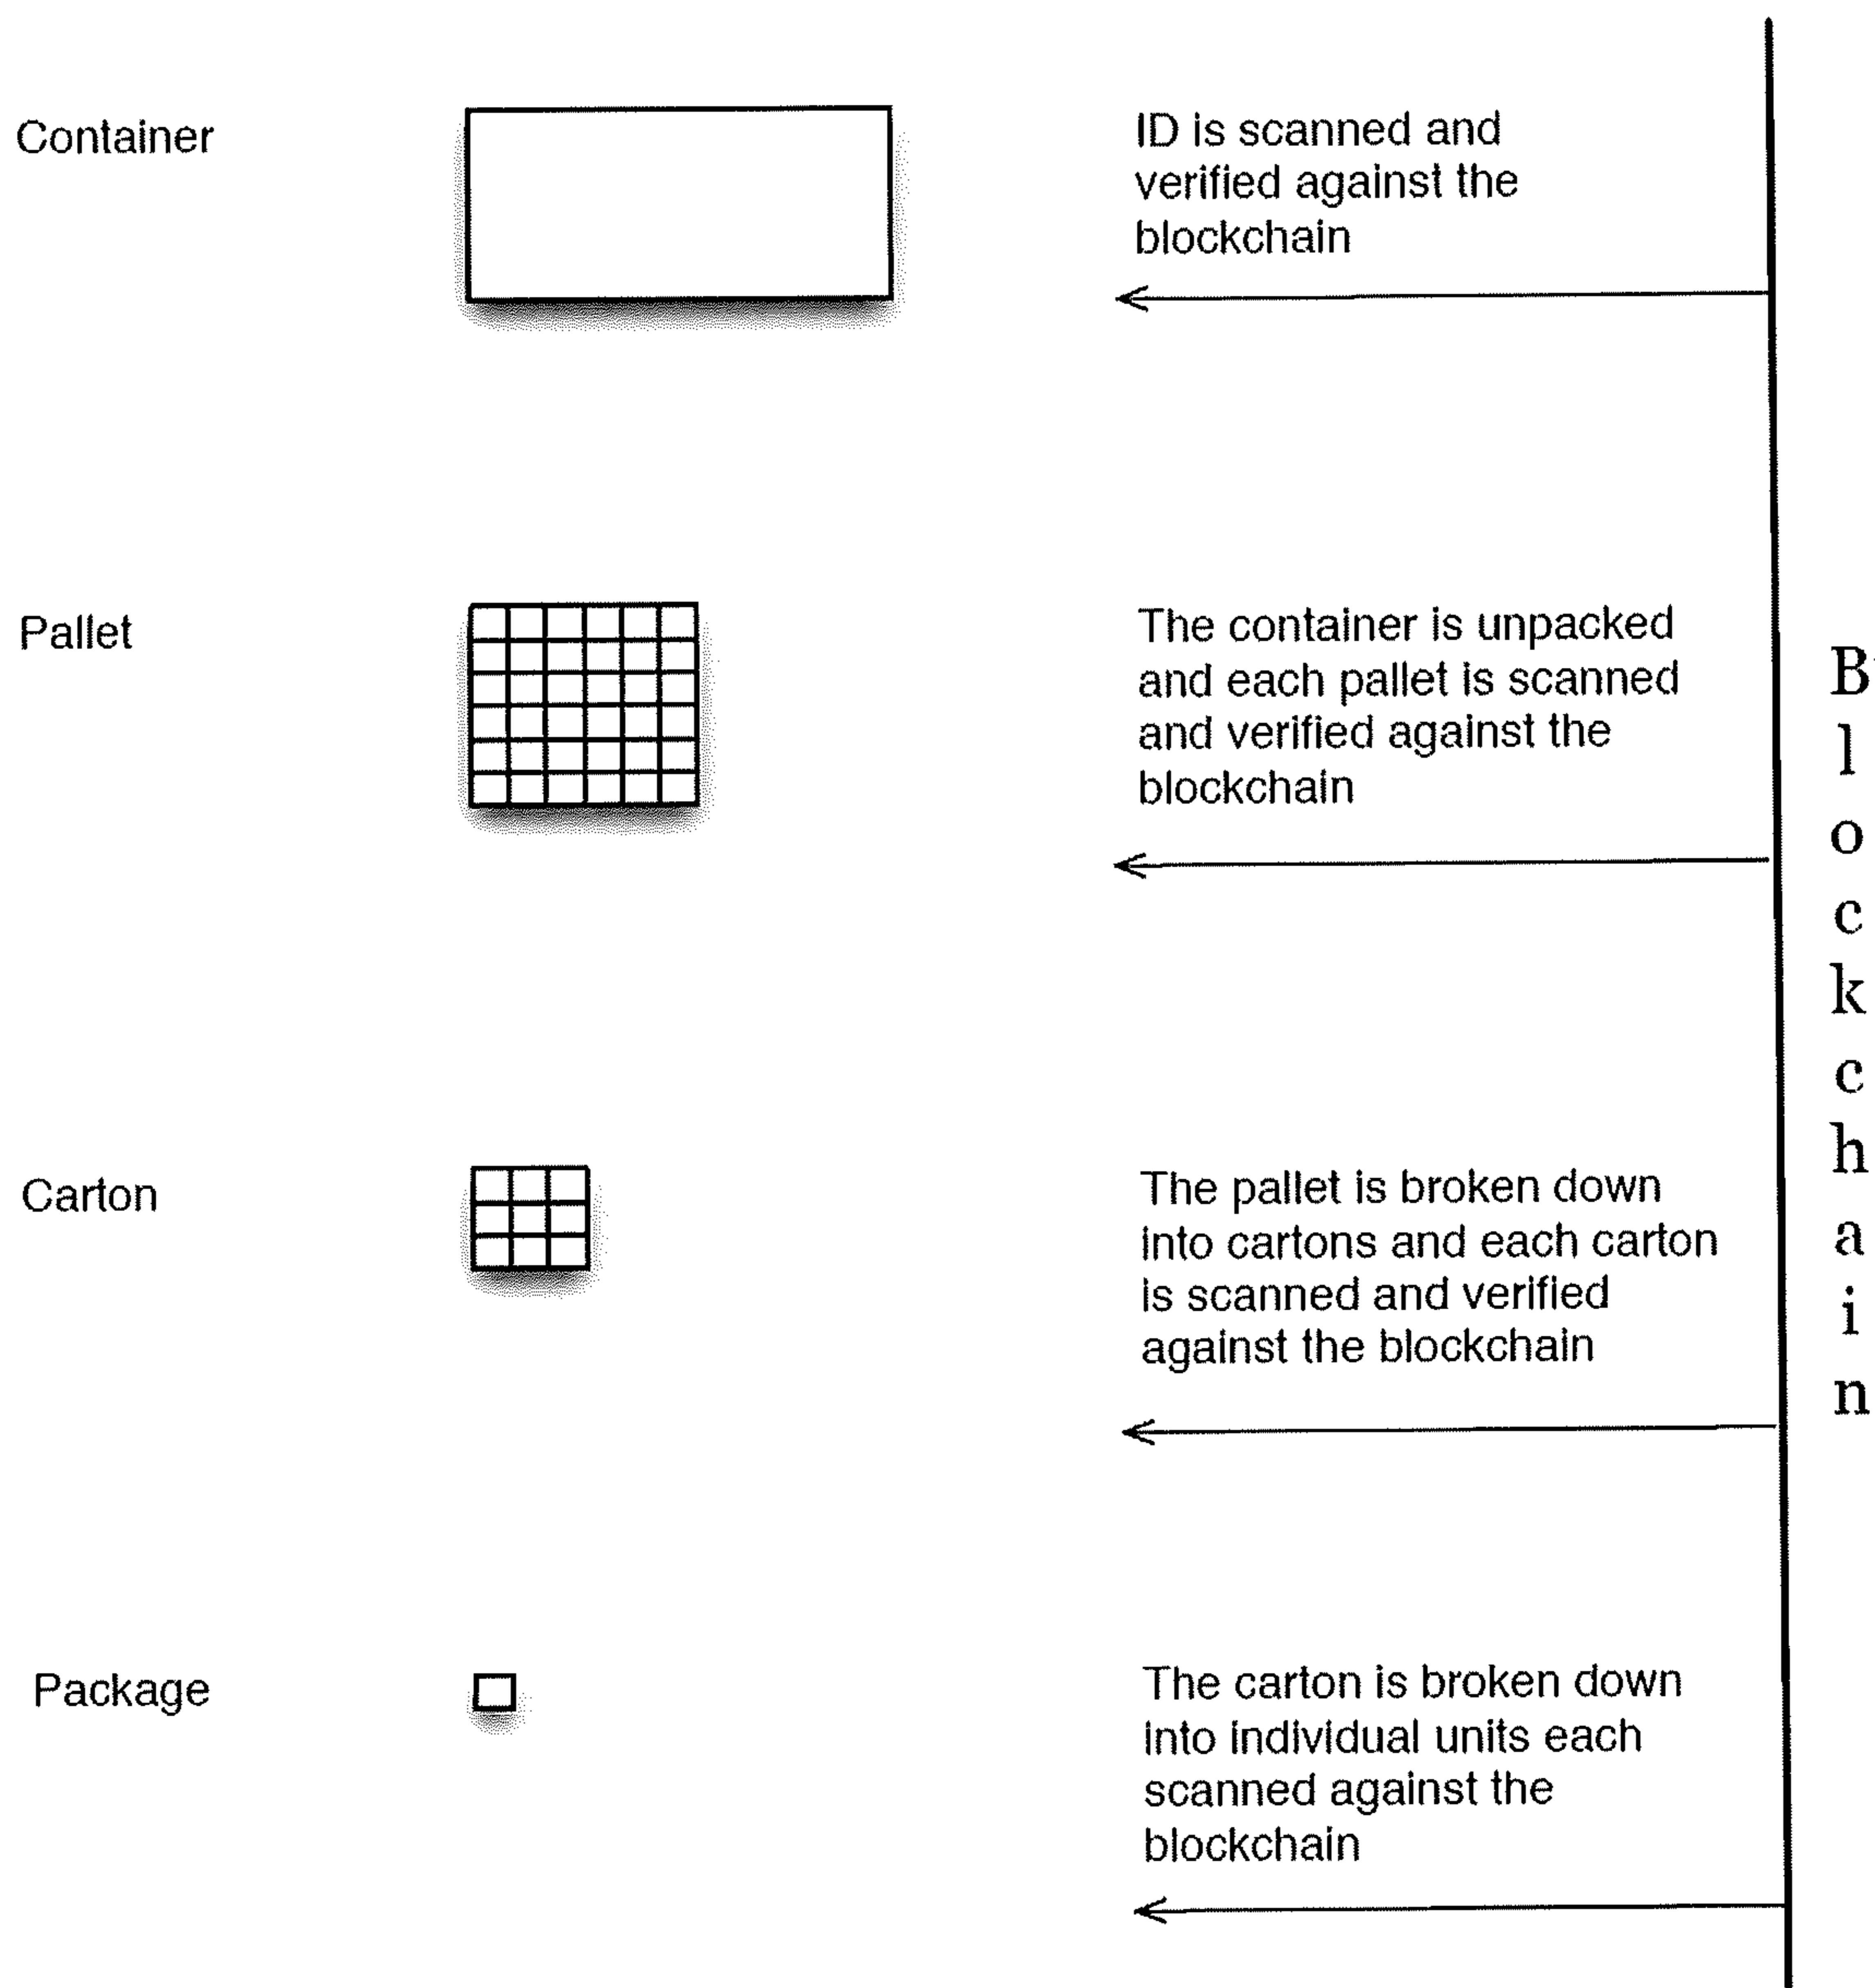 Container
ID is scanned and
verified against the
blockchain
Pallet
The container is unpacked
and each pallet is scanned
and verified against the
blockchain
Carton
The pallet is broken down
into cartons and each carton
is scanned and verified
against the blockchain
Package
The carton is broken down
into individual units each
scanned against the
blockchain
Blockchain